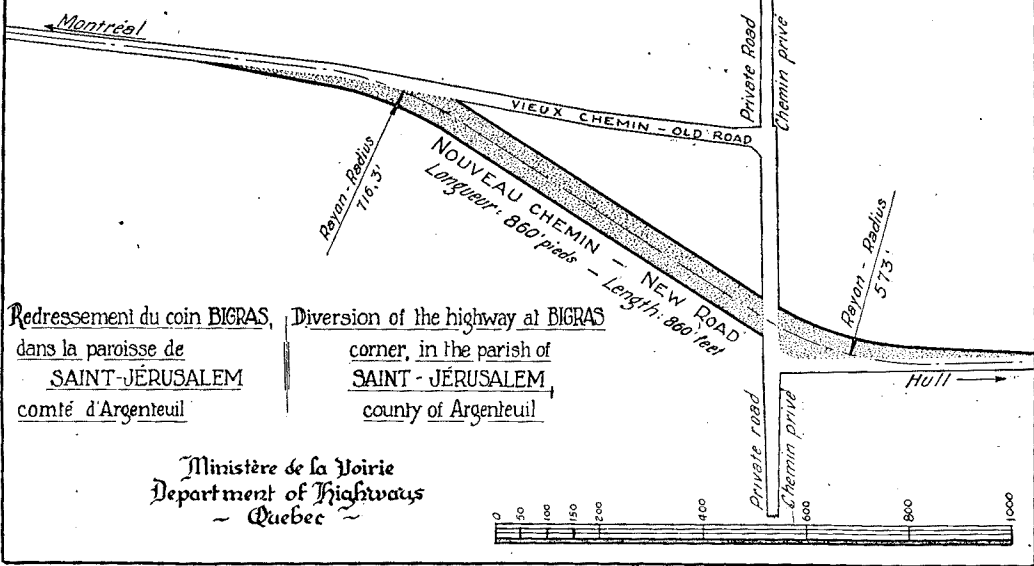 Montréal
Private Road
Chemin privé
VIEUX CHEMIN - OLD ROAD
Rayon - Radius
716.3'
NOUVEAU CHEMIN - NEW ROAD
Longueur: 860' pieds - Length: 860' feet
Rayon - Radius
573'
Hull
Redressement du coin BIGRAS,
dans la paroisse de
SAINT-JÉRUSALEM
comté d'Argenteuil
Diversion of the highway at BIGRAS
corner, in the parish of
SAINT-JÉRUSALEM,
county of Argenteuil
Private road
Chemin privé
Ministère de la Voirie
Department of Highways
~ Quebec ~
0 50 100 150 200 400 600 800 1000